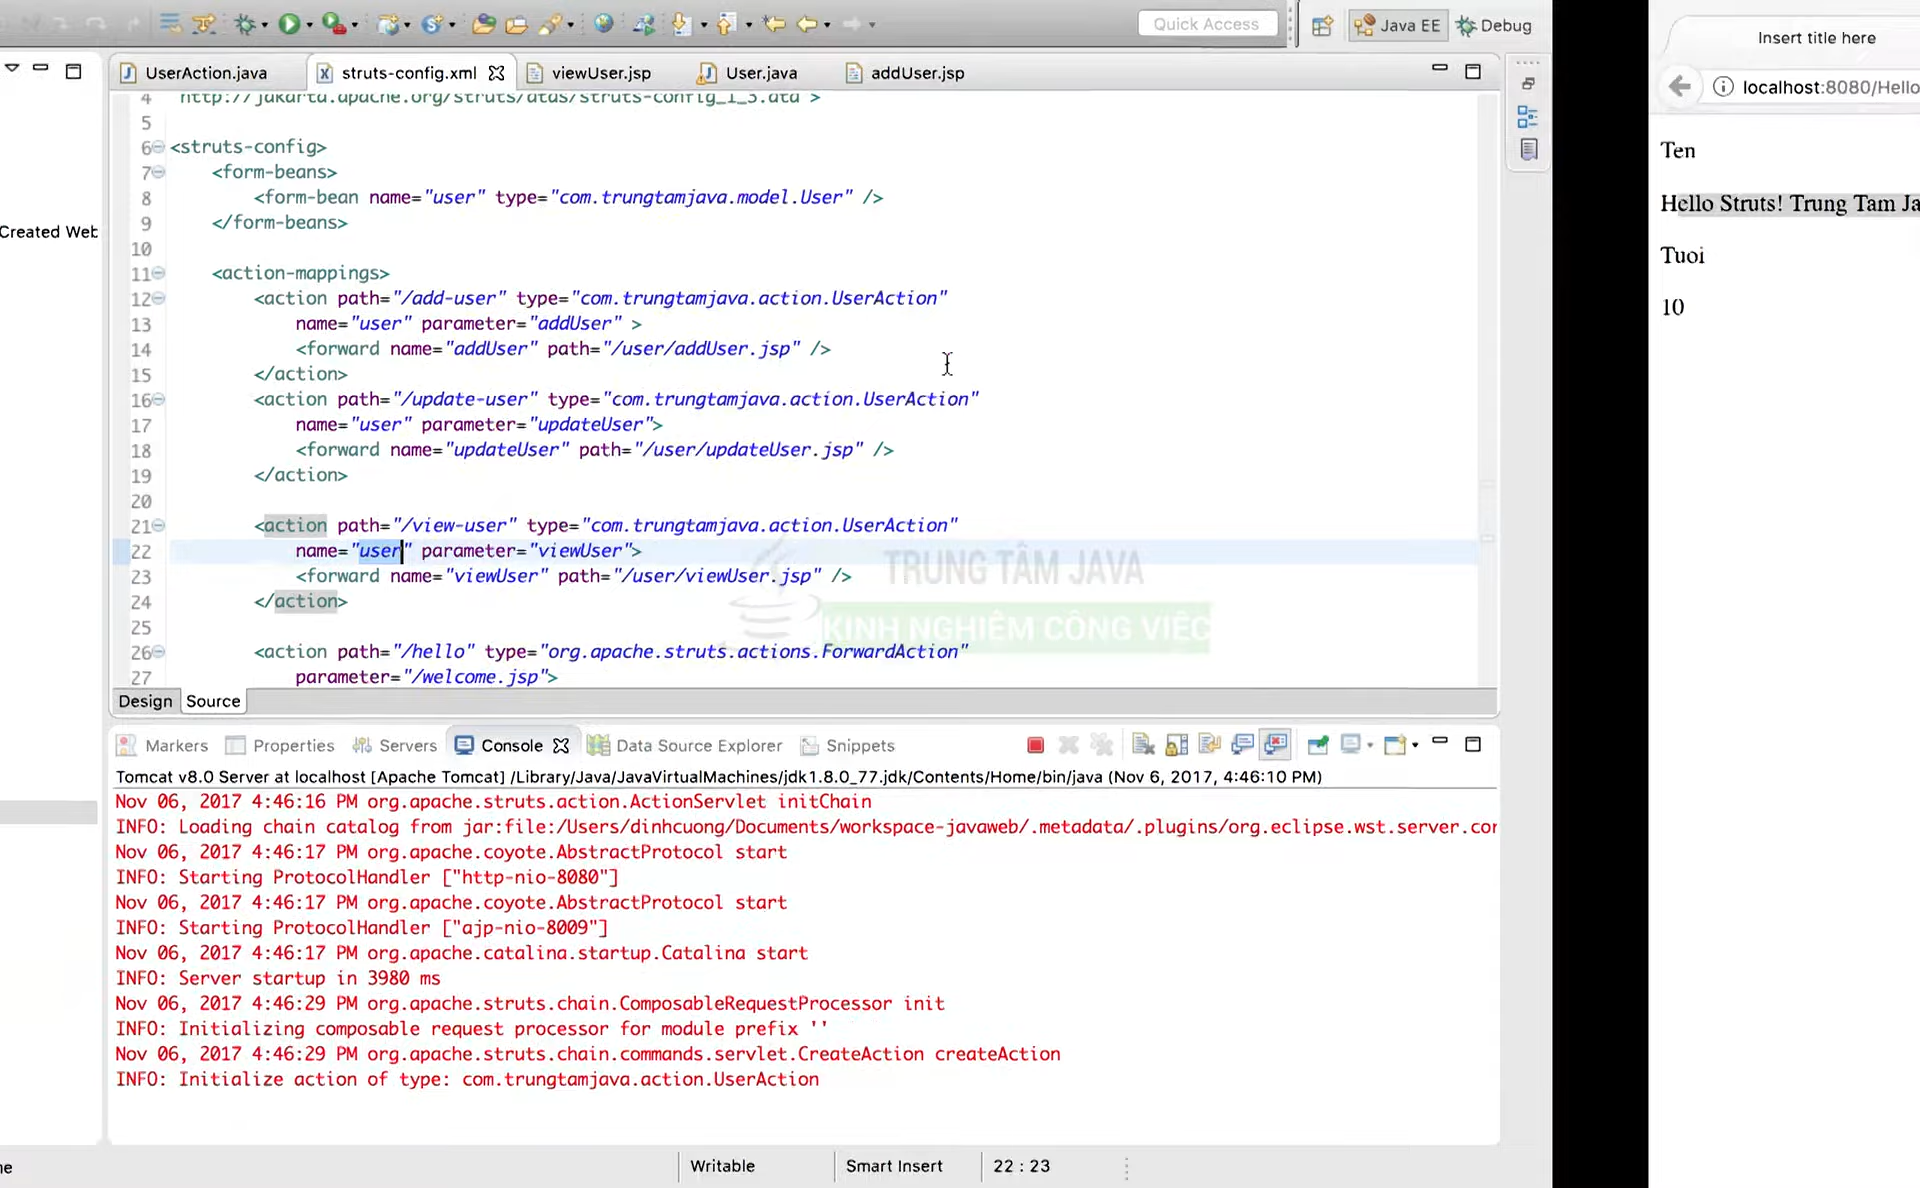 Quick Access
Java EE
Debug
UserAction.java
struts-config.xml
viewUser.jsp
User.java
addUser.jsp
4 http://jakarta.apache.org/struts/dtds/struts-config_1_3.dtd">
5
6 <struts-config>
7 <form-beans>
8 <form-bean name="user" type="com.trungtamjava.model.User" />
9 </form-beans>
10
11 <action-mappings>
12 <action path="/add-user" type="com.trungtamjava.action.UserAction"
13 name="user" parameter="addUser" >
14 <forward name="addUser" path="/user/addUser.jsp" />
15 </action>
16 <action path="/update-user" type="com.trungtamjava.action.UserAction"
17 name="user" parameter="updateUser">
18 <forward name="updateUser" path="/user/updateUser.jsp" />
19 </action>
20
21 <action path="/view-user" type="com.trungtamjava.action.UserAction"
22 name="user" parameter="viewUser">
23 <forward name="viewUser" path="/user/viewUser.jsp" />
24 </action>
25
26 <action path="/hello" type="org.apache.struts.actions.ForwardAction"
27 parameter="/welcome.jsp">
TRUNG TÂM JAVA
KINH NGHIỆM CÔNG VIỆC
Created Web
Design
Source
Markers
Properties
Servers
Console
Data Source Explorer
Snippets
Tomcat v8.0 Server at localhost [Apache Tomcat] /Library/Java/JavaVirtualMachines/jdk1.8.0_77.jdk/Contents/Home/bin/java (Nov 6, 2017, 4:46:10 PM)
Nov 06, 2017 4:46:16 PM org.apache.struts.action.ActionServlet initChain
INFO: Loading chain catalog from jar:file:/Users/dinhcuong/Documents/workspace-javaweb/.metadata/.plugins/org.eclipse.wst.server.cor
Nov 06, 2017 4:46:17 PM org.apache.coyote.AbstractProtocol start
INFO: Starting ProtocolHandler ["http-nio-8080"]
Nov 06, 2017 4:46:17 PM org.apache.coyote.AbstractProtocol start
INFO: Starting ProtocolHandler ["ajp-nio-8009"]
Nov 06, 2017 4:46:17 PM org.apache.catalina.startup.Catalina start
INFO: Server startup in 3980 ms
Nov 06, 2017 4:46:29 PM org.apache.struts.chain.ComposableRequestProcessor init
INFO: Initializing composable request processor for module prefix ''
Nov 06, 2017 4:46:29 PM org.apache.struts.chain.commands.servlet.CreateAction createAction
INFO: Initialize action of type: com.trungtamjava.action.UserAction
Writable
Smart Insert
22 : 23
Insert title here
localhost:8080/Hello
Ten
Hello Struts! Trung Tam Ja
Tuoi
10